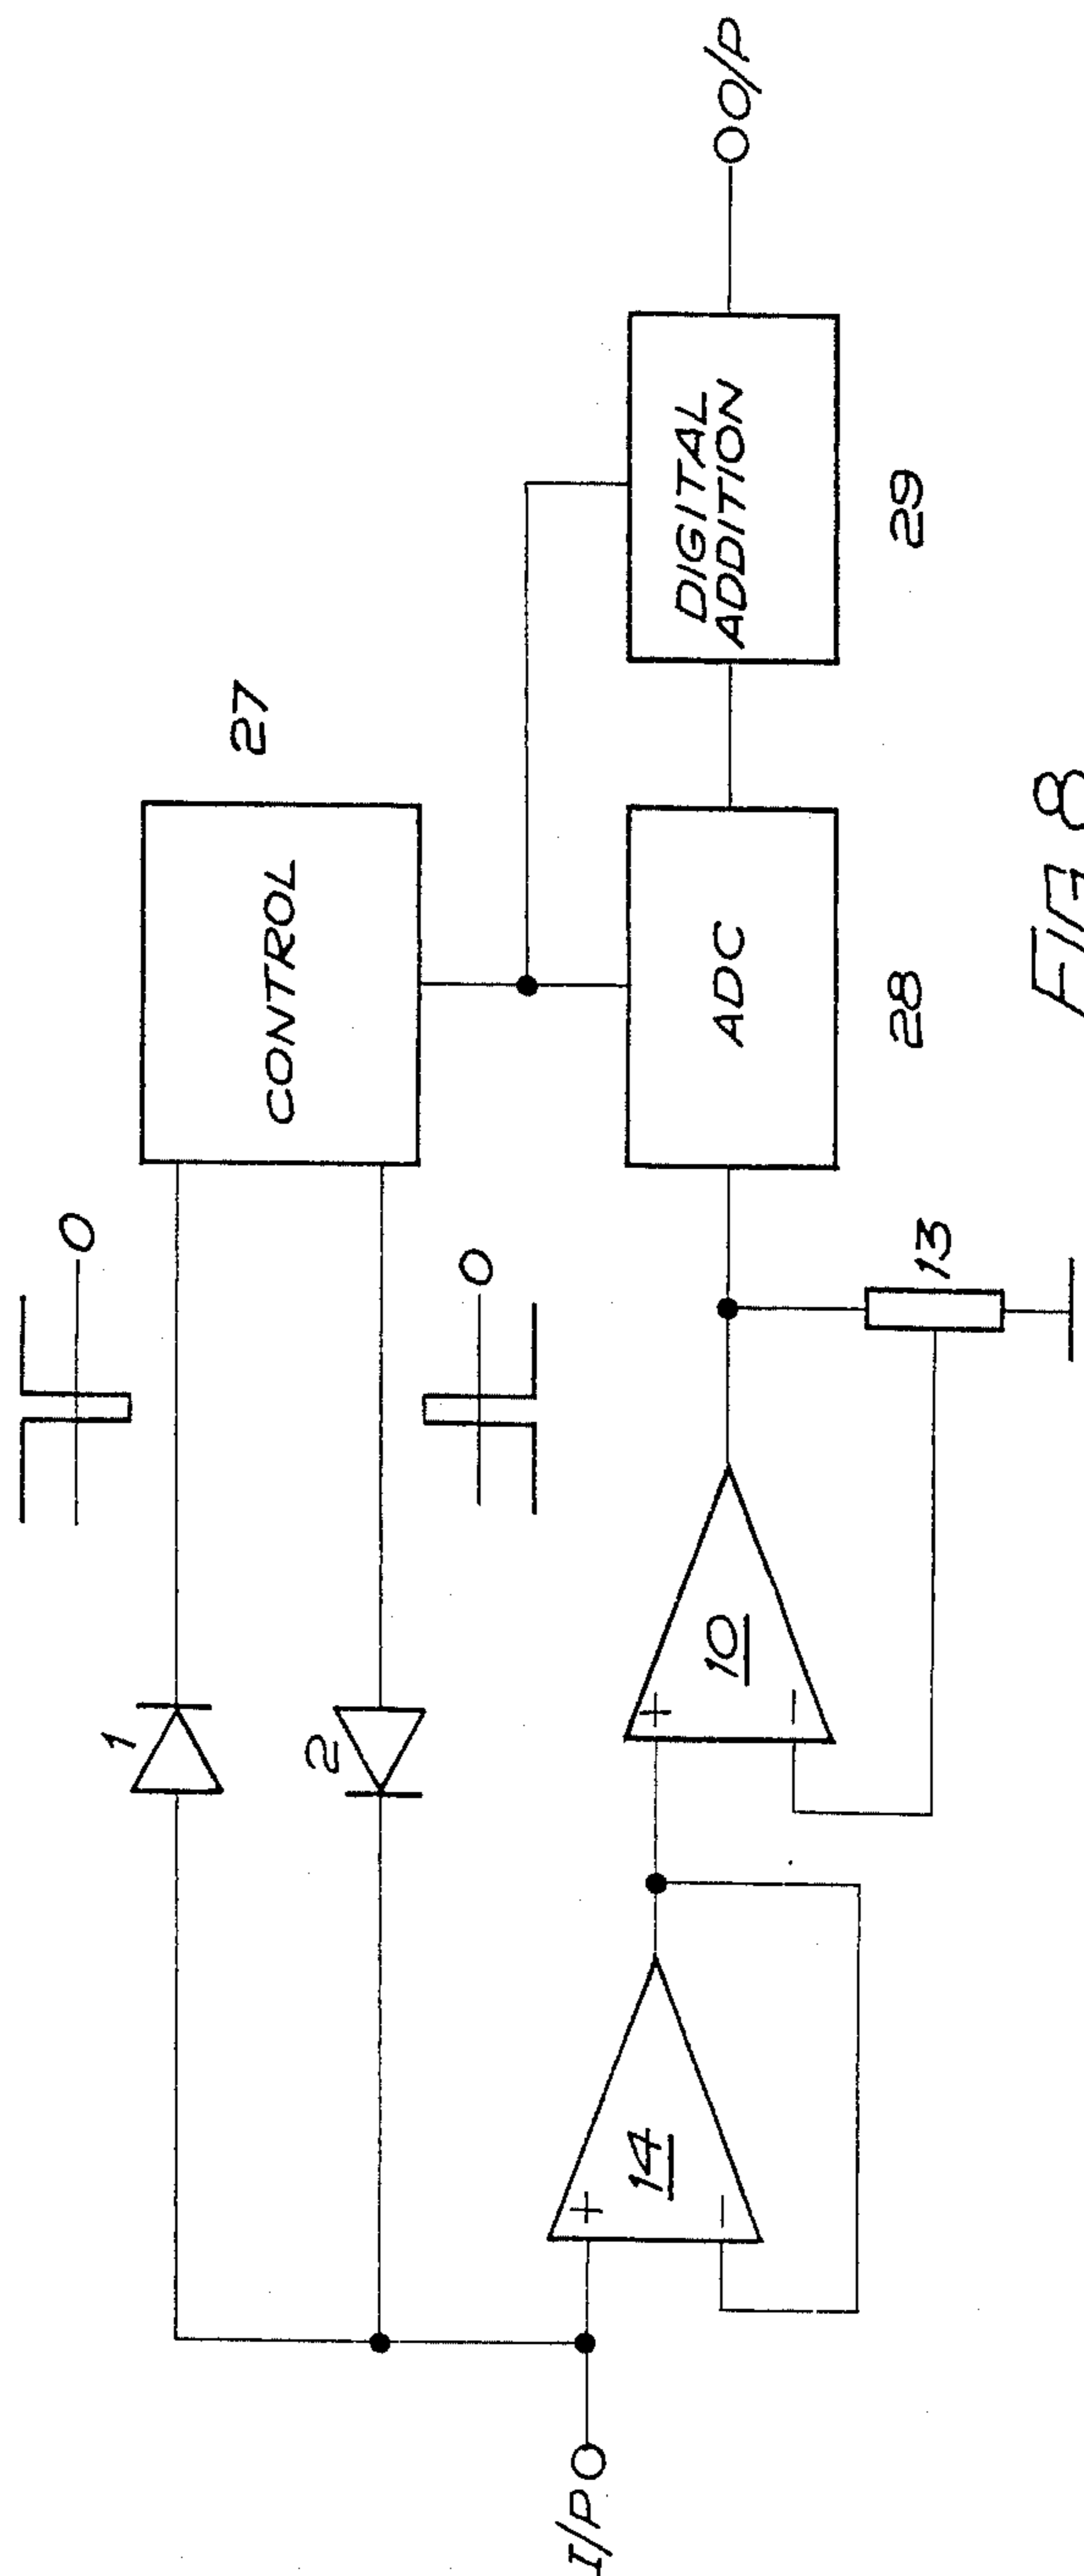 O
27
CONTROL
1
2
O
I/P
14
+
-
10
+
-
13
ADC
28
DIGITAL
ADDITION
29
O/P
FIG. 8